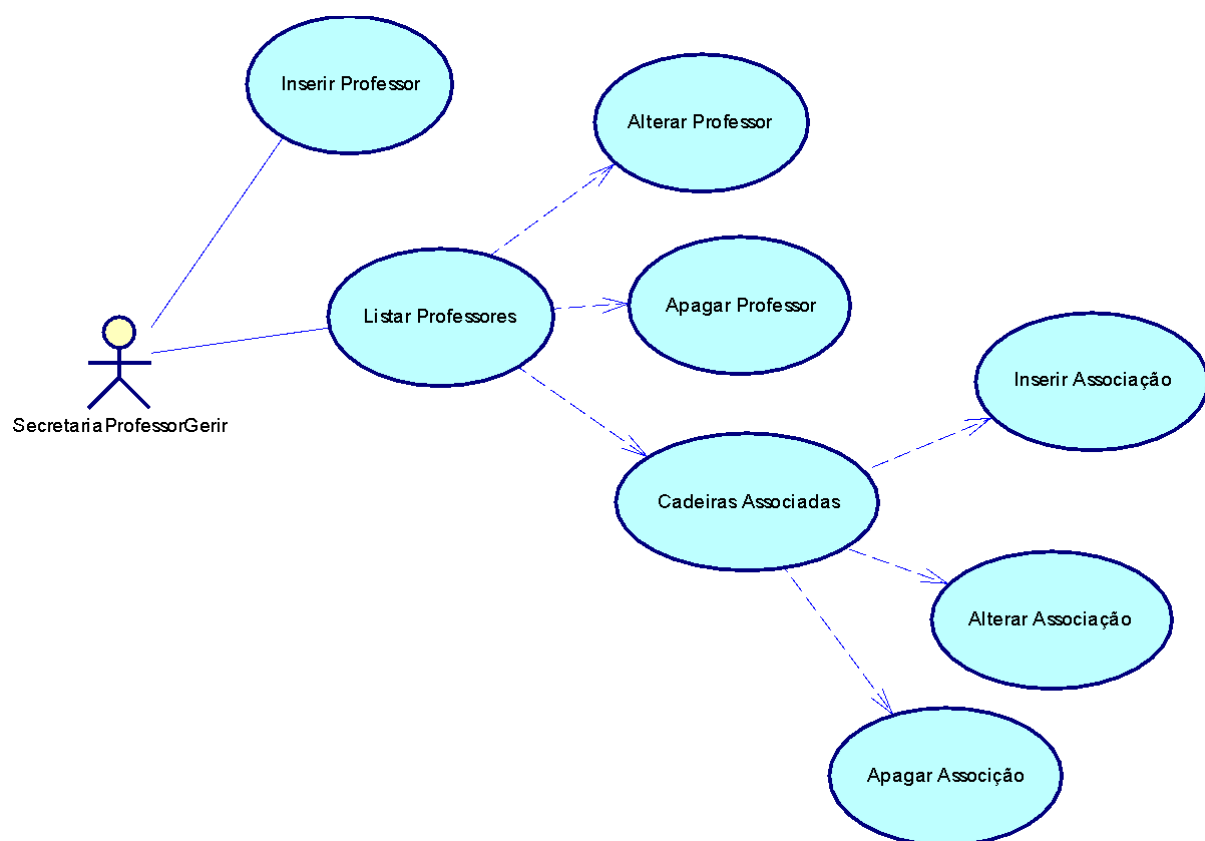 Inserir Professor
Alterar Professor
Listar Professores
Apagar Professor
SecretariaProfessorGerir
Inserir Associação
Cadeiras Associadas
Alterar Associação
Apagar Associção